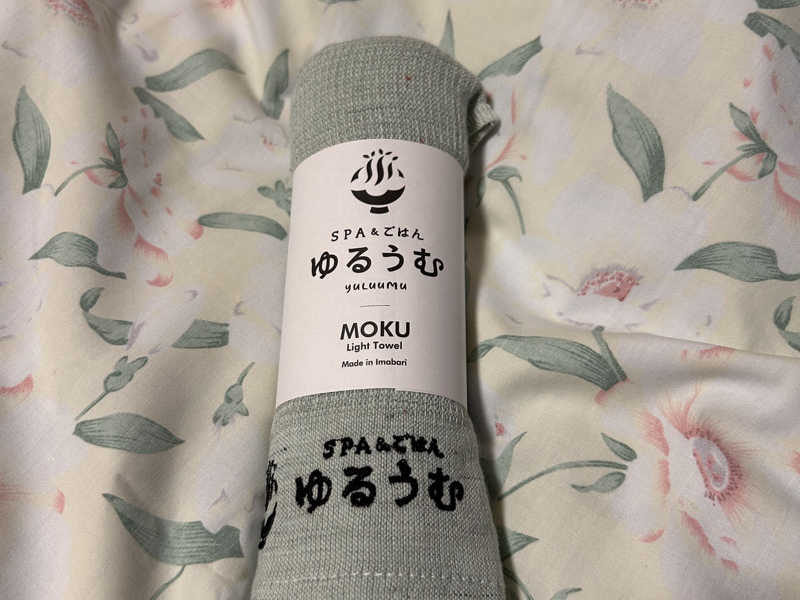 SPA&ごはん
ゆるうむ
yuLuuMu
MOKU
Light Towel
Made in Imabari
SPA&ごはん
ゆるうむ